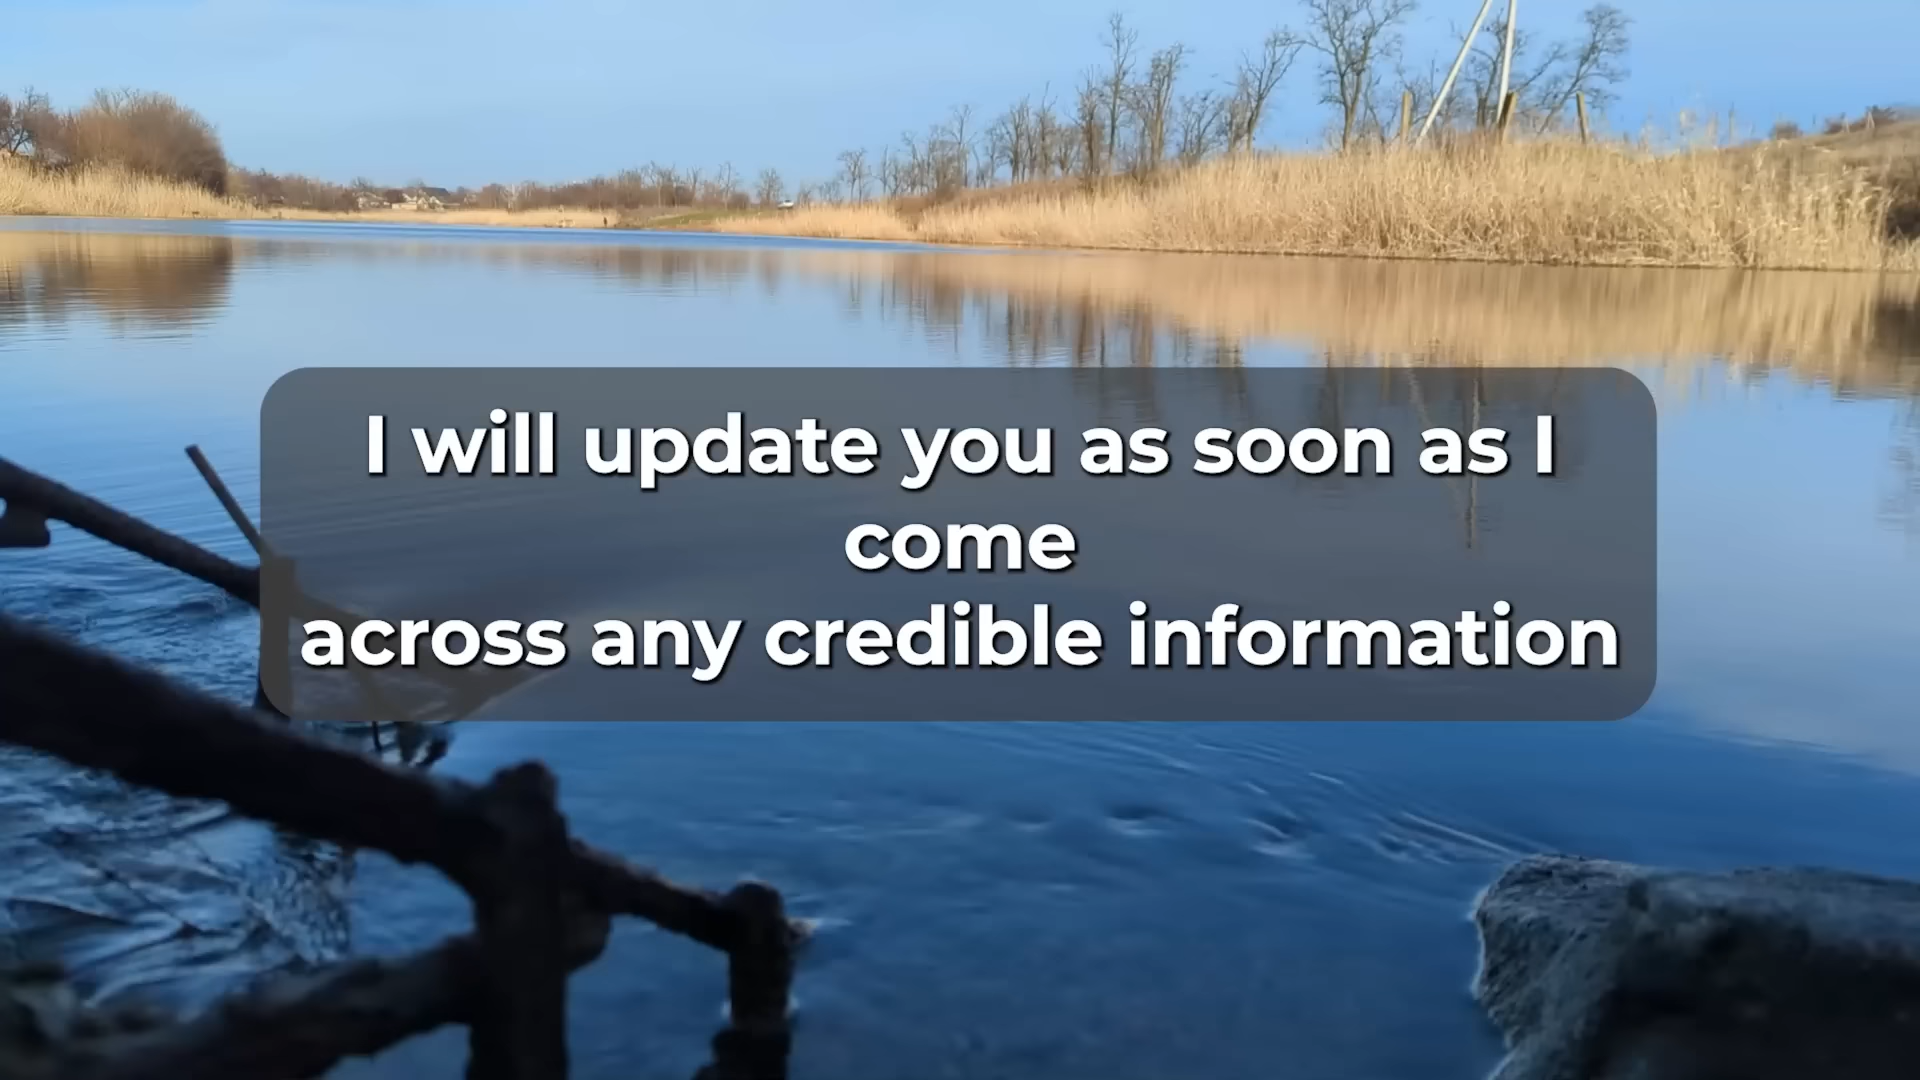 I will update you as soon as I
come
across any credible information